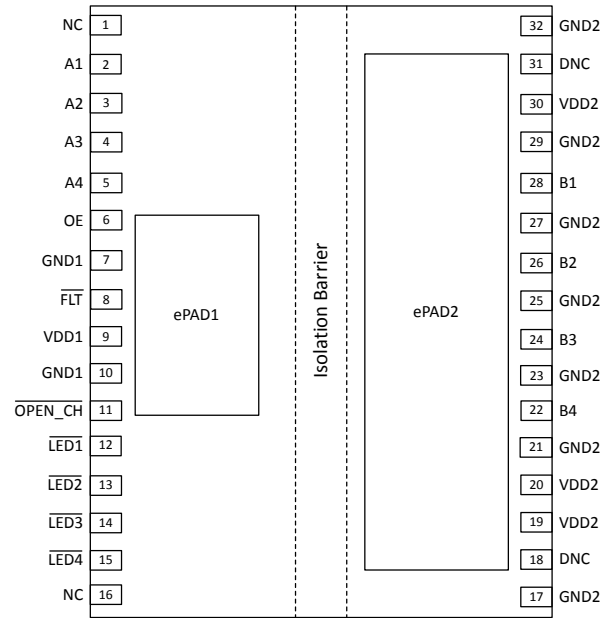 NC 1 32 GND2
A1 2 31 DNC
A2 3 30 VDD2
A3 4 29 GND2
A4 5 28 B1
OE 6 27 GND2
GND1 7 26 B2
FLT 8 25 GND2
VDD1 9 24 B3
GND1 10 23 GND2
OPEN_CH 11 22 B4
LED1 12 21 GND2
LED2 13 20 VDD2
LED3 14 19 VDD2
LED4 15 18 DNC
NC 16 17 GND2
ePAD1
Isolation Barrier
ePAD2